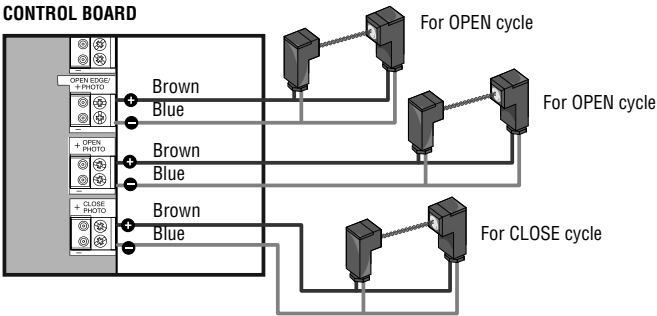 CONTROL BOARD
For OPEN cycle
−
OPEN EDGE/
+ PHOTO
+
Brown
−
Blue
−
For OPEN cycle
+ OPEN
PHOTO
+
Brown
−
Blue
−
+ CLOSE
PHOTO
+
Brown
−
Blue
−
For CLOSE cycle